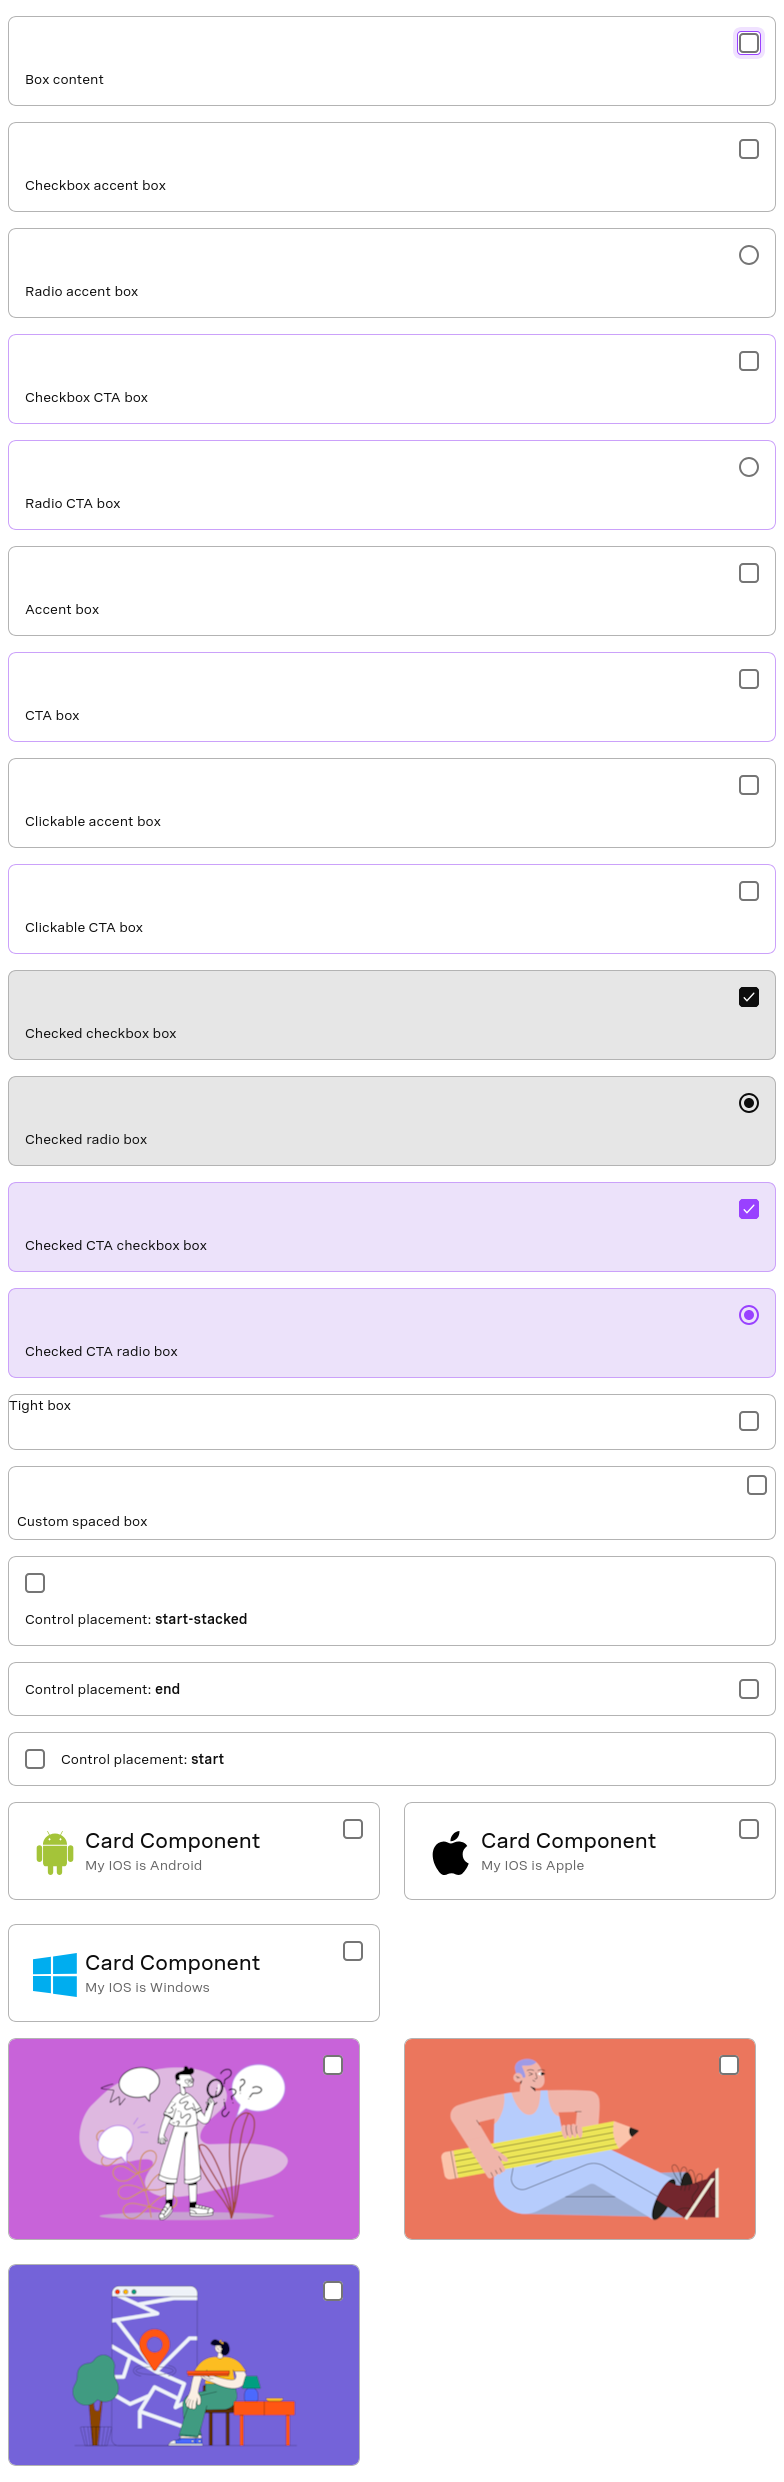 Box content
Checkbox accent box
Radio accent box
Checkbox CTA box
Radio CTA box
Accent box
CTA box
Clickable accent box
Clickable CTA box
Checked checkbox box
Checked radio box
Checked CTA checkbox box
Checked CTA radio box
Tight box
Custom spaced box
Control placement: start-stacked
Control placement: end
Control placement: start
Card Component
My IOS is Android
Card Component
My IOS is Apple
Card Component
My IOS is Windows